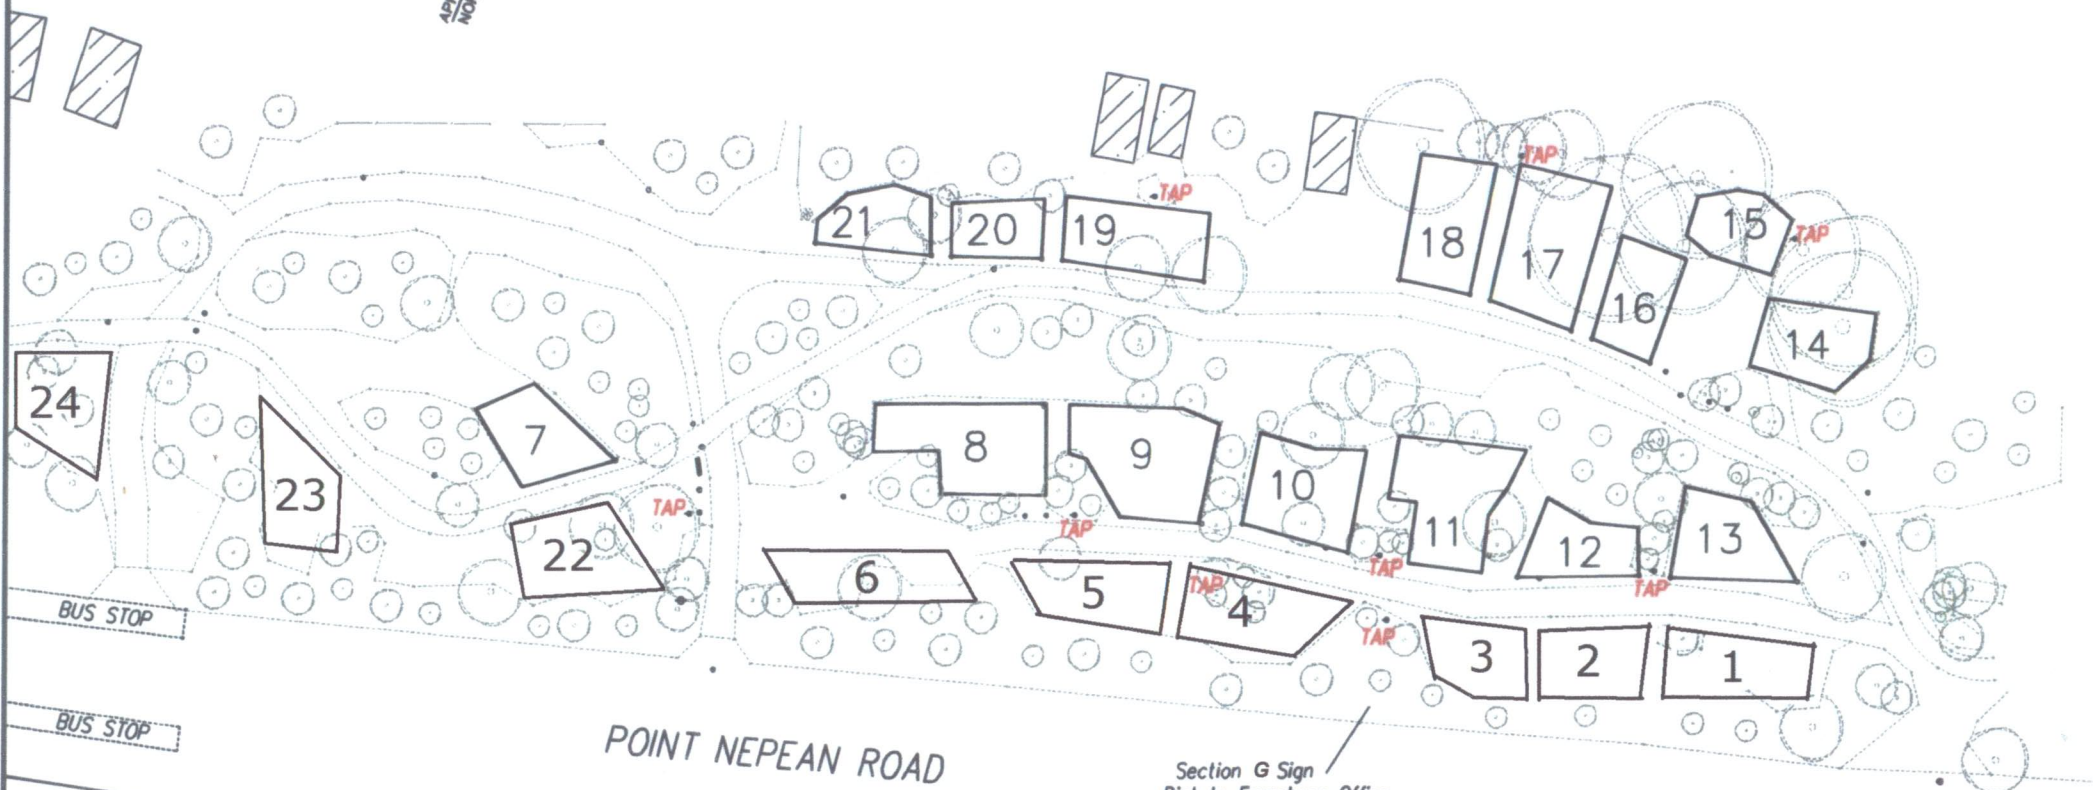 TAP
TAP
21
20
19
18
17
15
TAP
16
14
24
7
8
9
23
10
TAP
11
TAP
12
13
22
TAP
6
5
TAP
4
TAP
TAP
3
2
1
BUS STOP
BUS STOP
POINT NEPEAN ROAD
Section G Sign